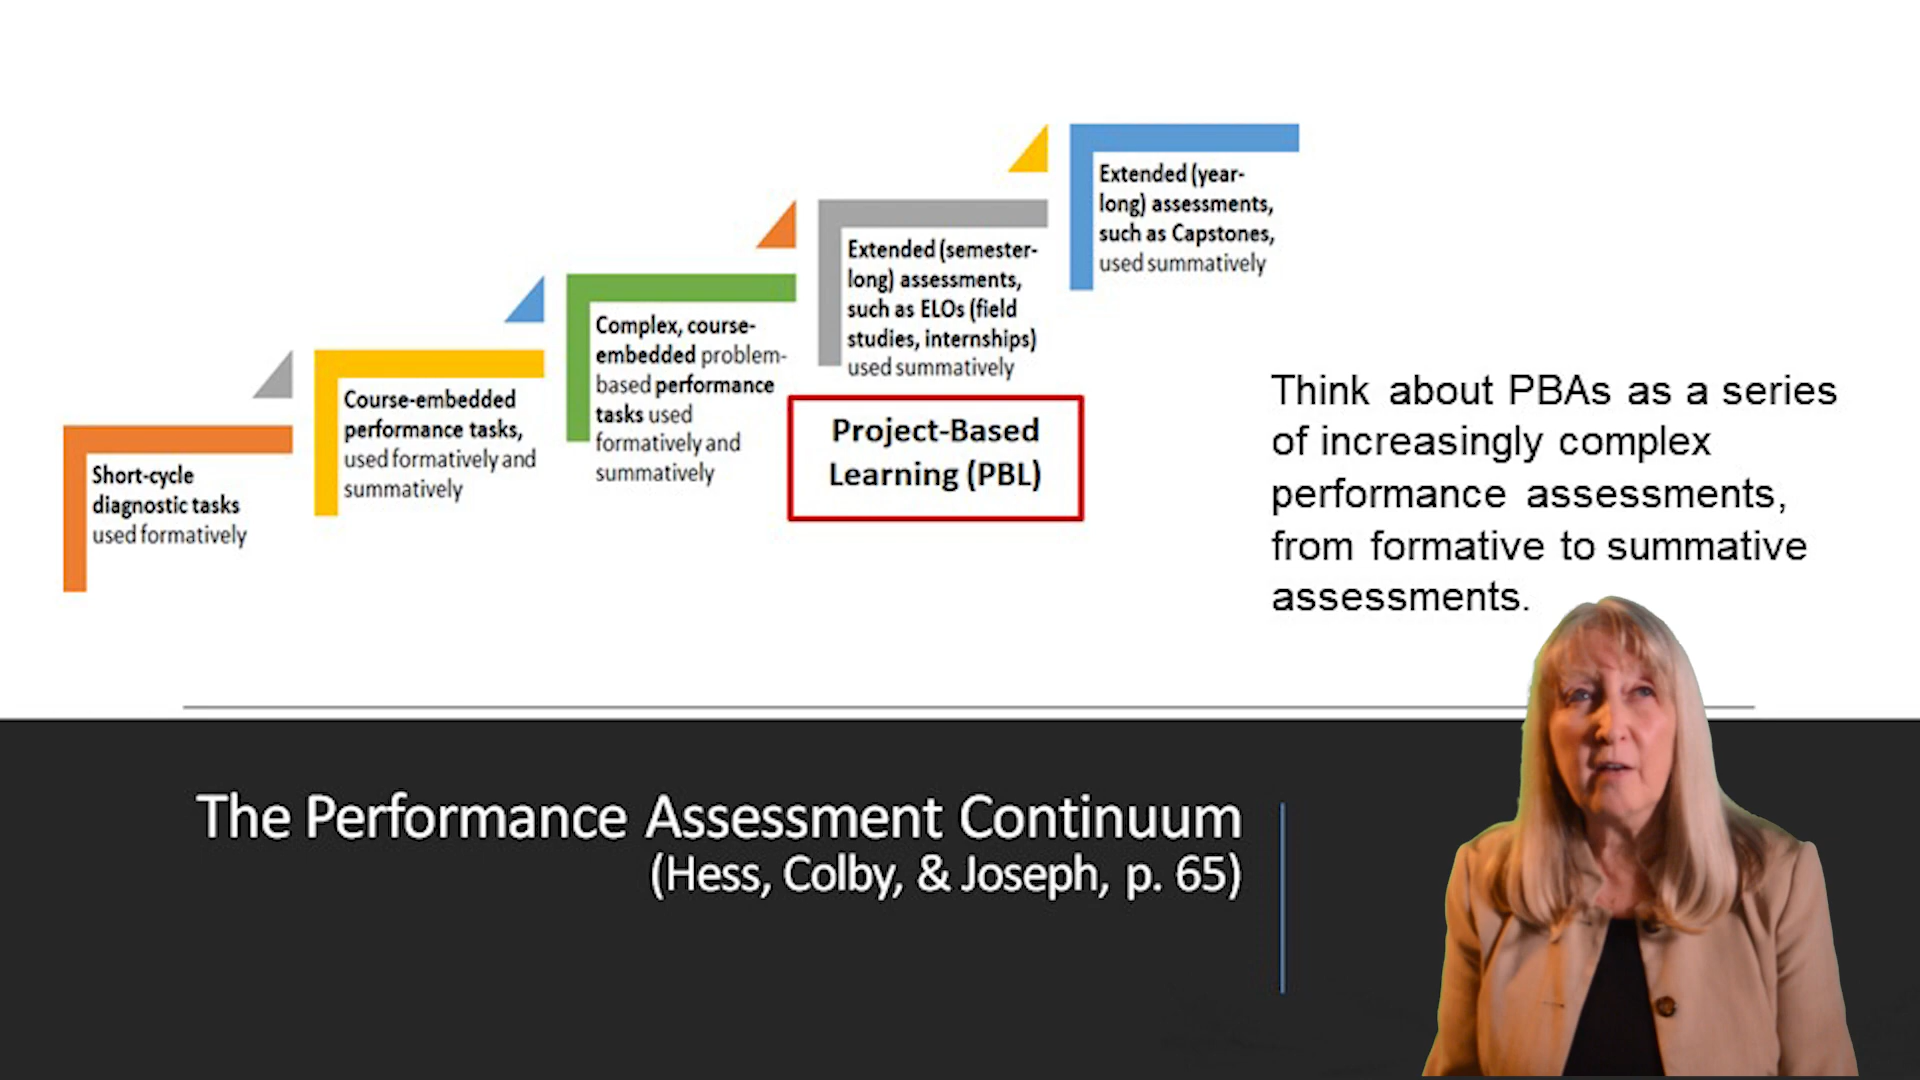 Short-cycle
diagnostic tasks
used formatively
Course-embedded
performance tasks,
used formatively and
summatively
Complex, course-
embedded problem-
based performance
tasks used
formatively and
summatively
Extended (semester-
long) assessments,
such as ELOs (field
studies, internships)
used summatively
Project-Based
Learning (PBL)
Extended (year-
long) assessments,
such as Capstones,
used summatively
Think about PBAs as a series
of increasingly complex
performance assessments,
from formative to summative
assessments.
The Performance Assessment Continuum
(Hess, Colby, & Joseph, p. 65)